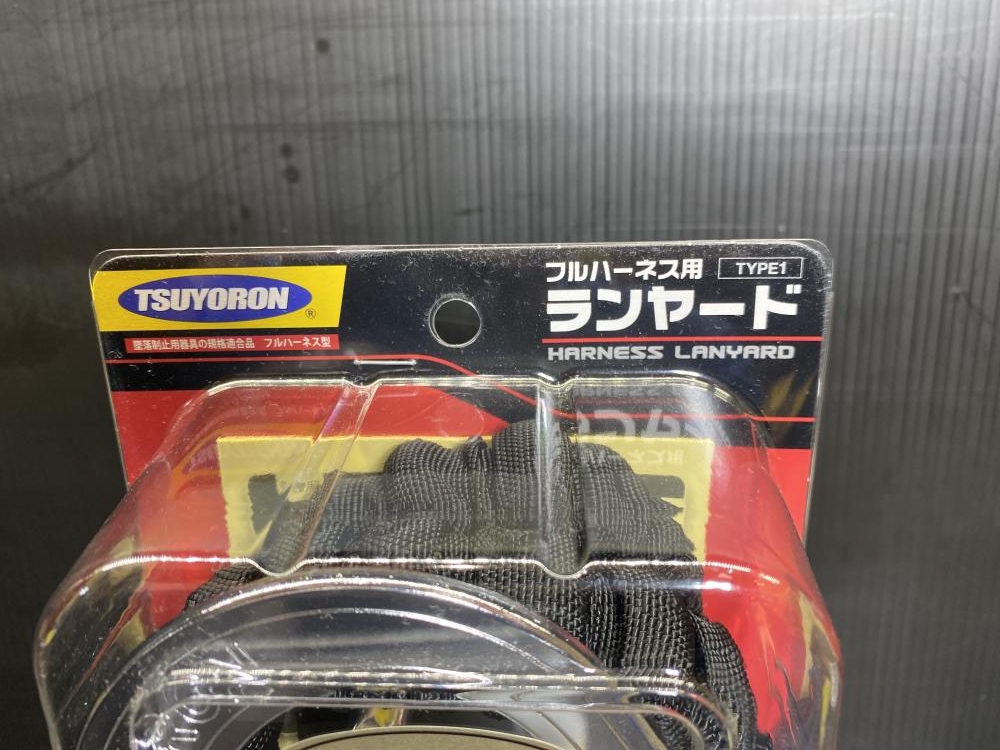 TSUYORON
®
墜落制止用器具の規格適合品 フルハーネス型
フルハーネス用
TYPE1
ランヤード
HARNESS LANYARD